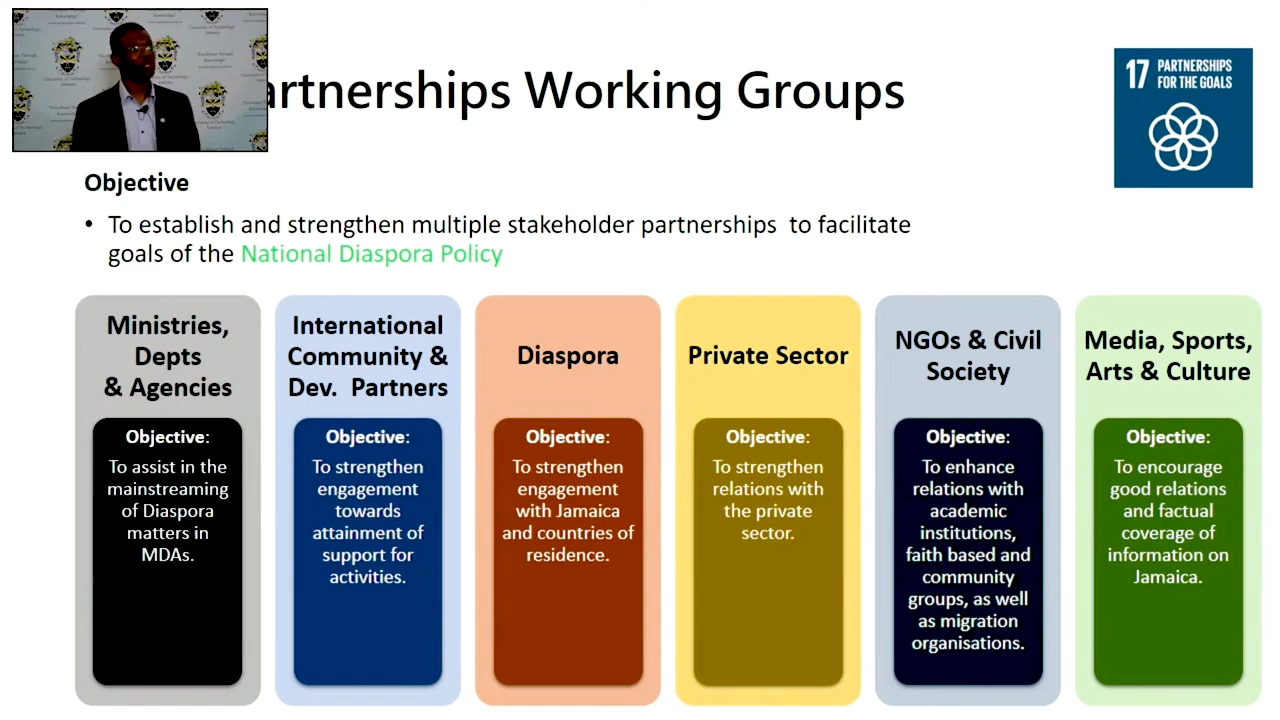 artnerships Working Groups
17 PARTNERSHIPS
FOR THE GOALS
Objective
• To establish and strengthen multiple stakeholder partnerships to facilitate
goals of the National Diaspora Policy
Ministries,
Depts
& Agencies
Objective:
To assist in the
mainstreaming
of Diaspora
matters in
MDAs.
International
Community &
Dev. Partners
Objective:
To strengthen
engagement
towards
attainment of
support for
activities.
Diaspora
Objective:
To strengthen
engagement
with Jamaica
and countries of
residence.
Private Sector
Objective:
To strengthen
relations with
the private
sector.
NGOs & Civil
Society
Objective:
To enhance
relations with
academic
institutions,
faith based and
community
groups, as well
as migration
organisations.
Media, Sports,
Arts & Culture
Objective:
To encourage
good relations
and factual
coverage of
information on
Jamaica.